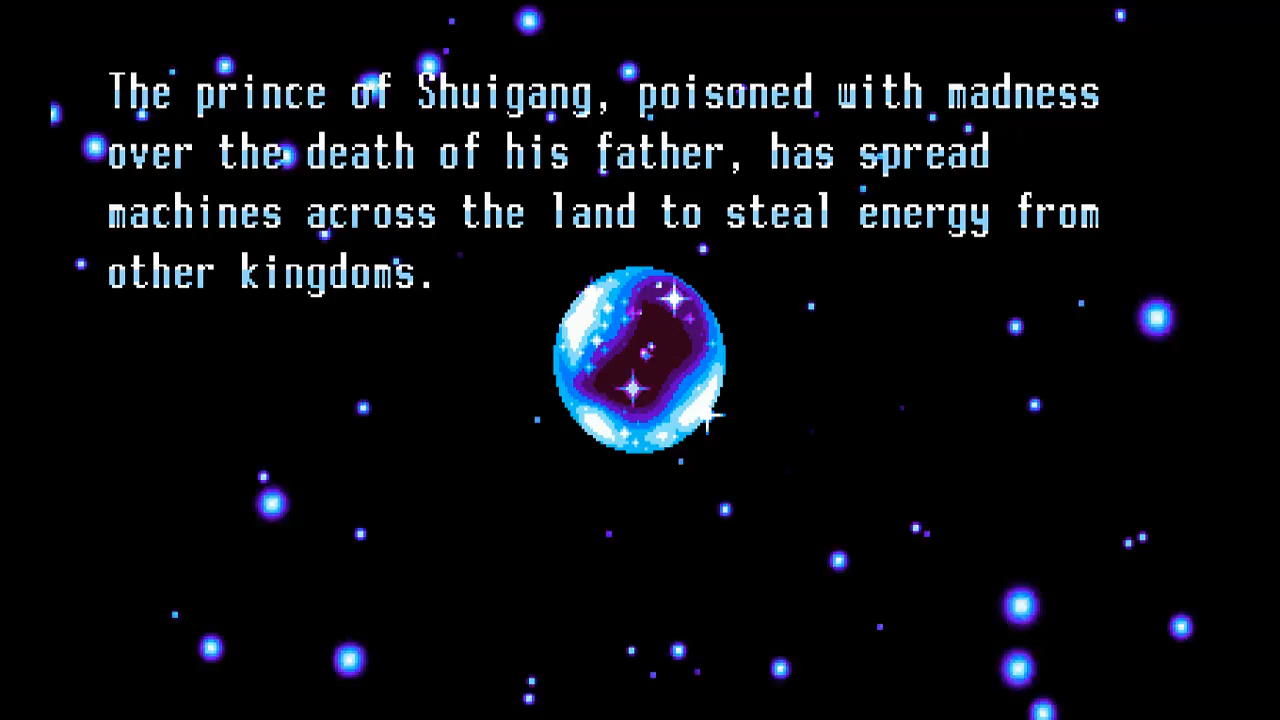 The prince of Shuigang, poisoned with madness
over the death of his father, has spread
machines across the land to steal energy from
other kingdoms.